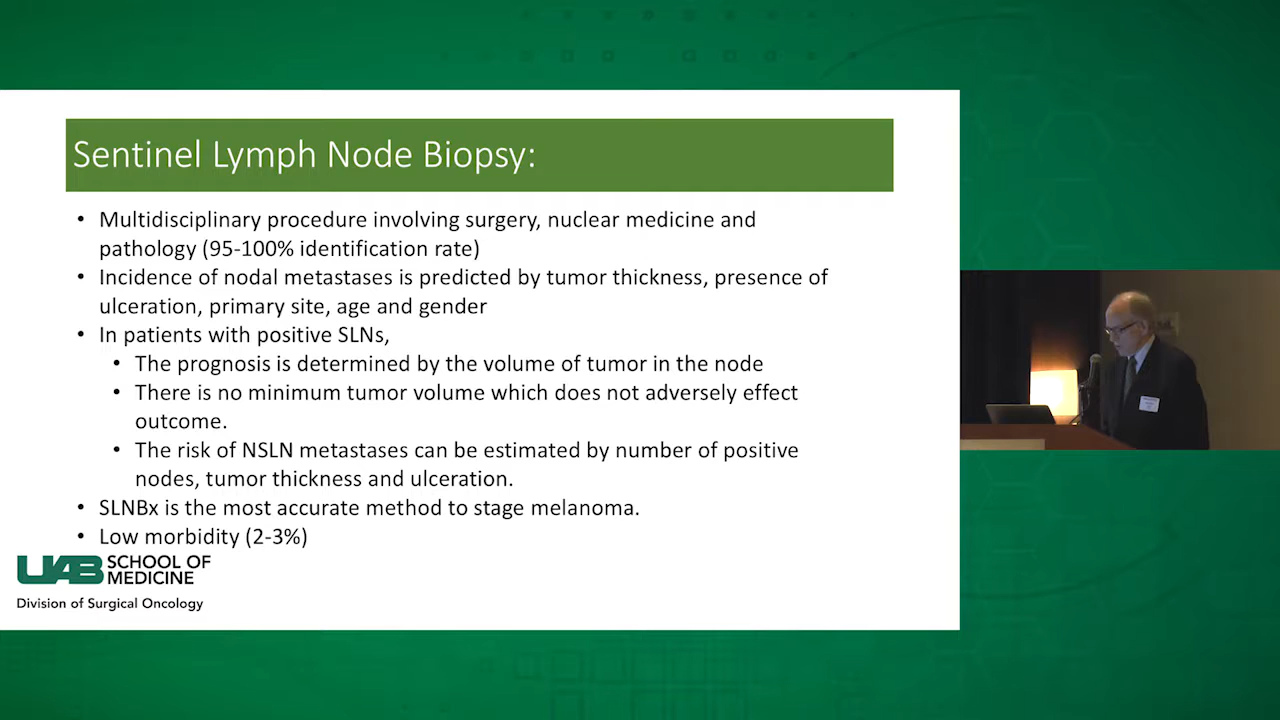 Sentinel Lymph Node Biopsy:
• Multidisciplinary procedure involving surgery, nuclear medicine and
pathology (95-100% identification rate)
• Incidence of nodal metastases is predicted by tumor thickness, presence of
ulceration, primary site, age and gender
• In patients with positive SLNs,
• The prognosis is determined by the volume of tumor in the node
• There is no minimum tumor volume which does not adversely effect
outcome.
• The risk of NSLN metastases can be estimated by number of positive
nodes, tumor thickness and ulceration.
• SLNBx is the most accurate method to stage melanoma.
• Low morbidity (2-3%)
UAB SCHOOL OF
MEDICINE
Division of Surgical Oncology